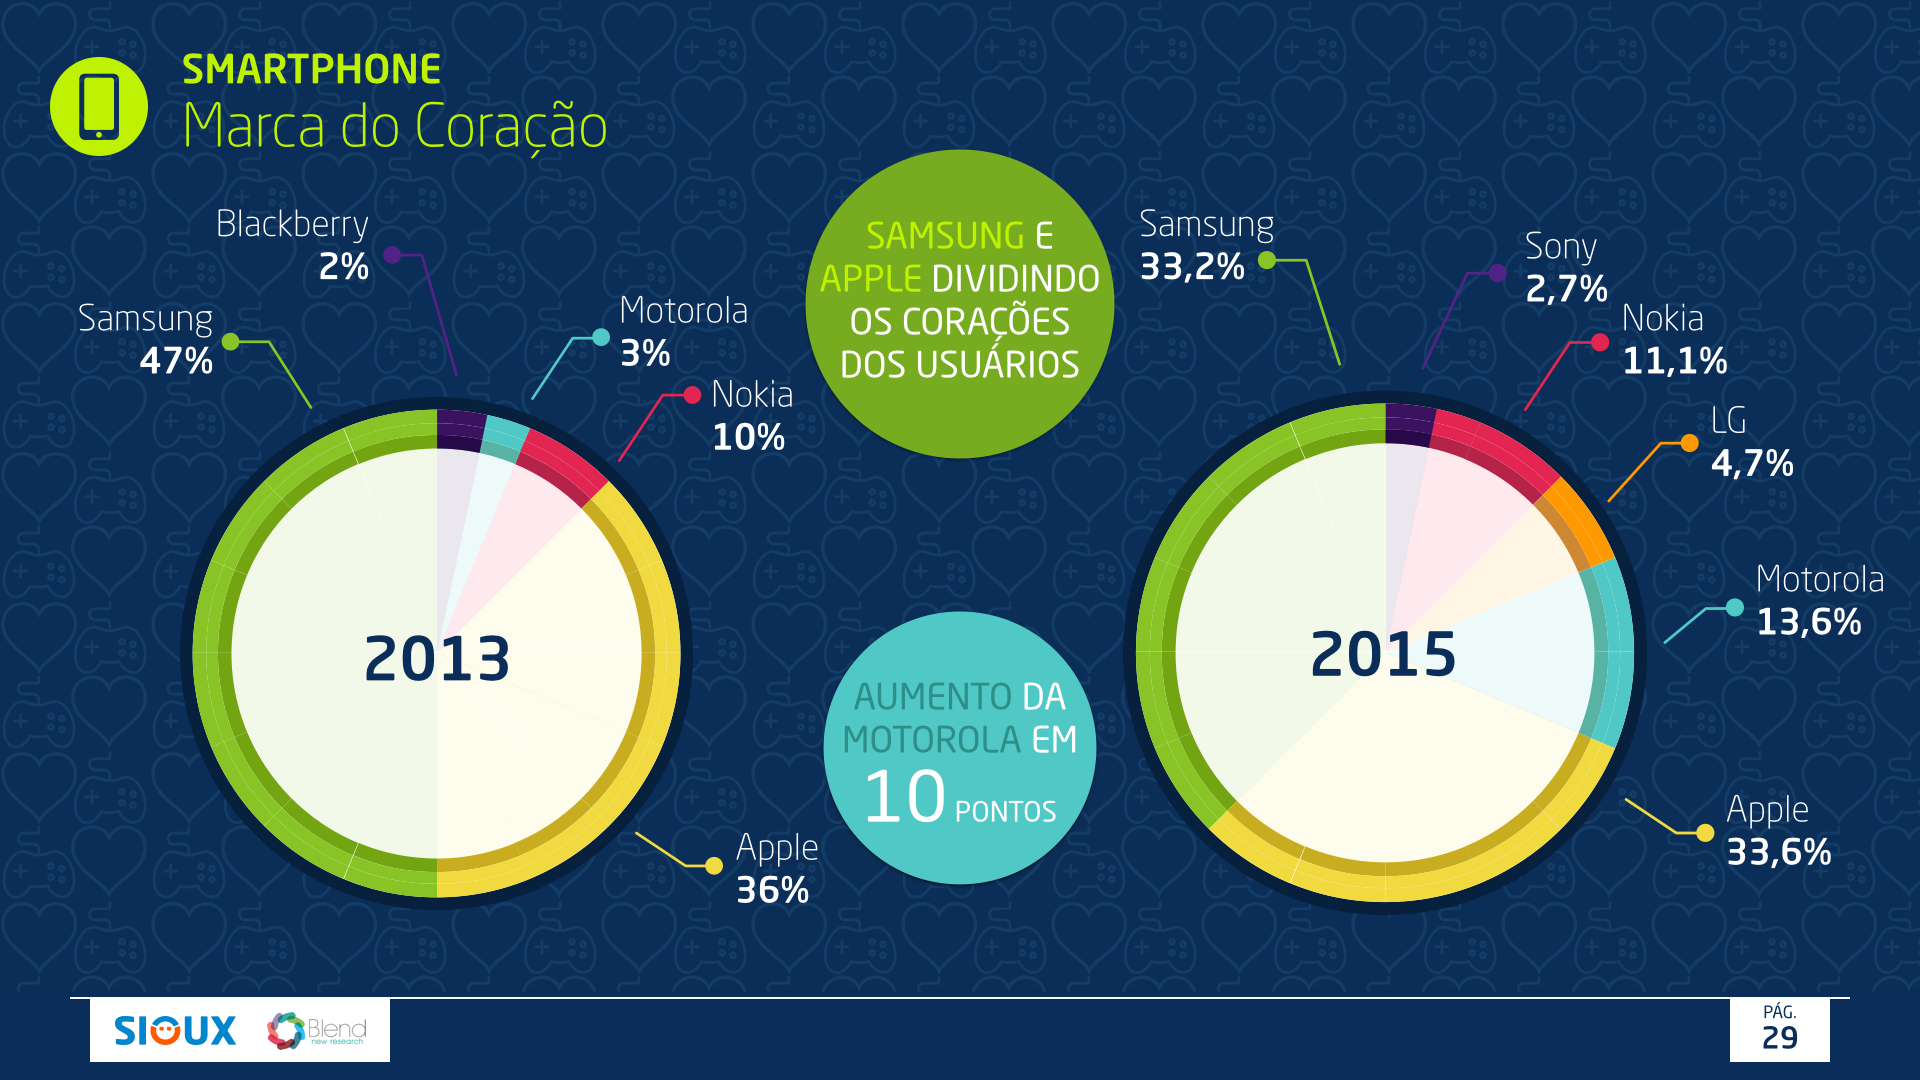 SMARTPHONE
Marca do Coração
Blackberry
2%
Samsung
47%
Motorola
3%
Nokia
10%
2013
Apple
36%
SAMSUNG E
APPLE DIVIDINDO
OS CORAÇÕES
DOS USUÁRIOS
AUMENTO DA
MOTOROLA EM
10 PONTOS
Samsung
33,2%
Sony
2,7%
Nokia
11,1%
LG
4,7%
Motorola
13,6%
2015
Apple
33,6%
SIOUX
Blend
new research
PÁG.
29